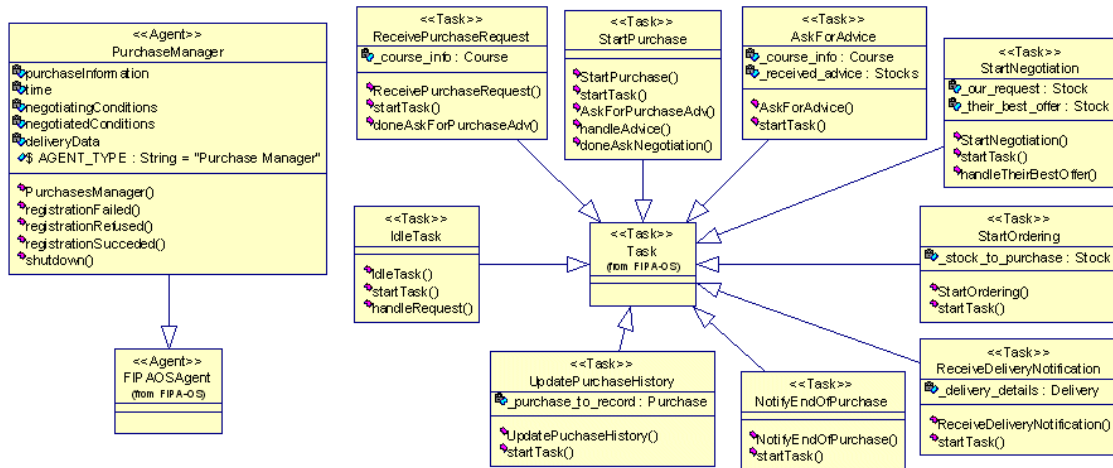 <<Agent>>
PurchaseManager
purchaseInformation
time
negotiatingConditions
negotiatedConditions
deliveryData
$ AGENT_TYPE : String = "Purchase Manager"
PurchasesManager()
registrationFailed()
registrationRefused()
registrationSucceded()
shutdown()
<<Agent>>
FIPAOSAgent
(from FIPA-OS)
<<Task>>
ReceivePurchaseRequest
_course_info : Course
ReceivePurchaseRequest()
startTask()
doneAskForPurchaseAdv()
<<Task>>
StartPurchase
StartPurchase()
startTask()
AskForPurchaseAdv()
handleAdvice()
doneAskNegotiation()
<<Task>>
AskForAdvice
_course_info : Course
_received_advice : Stocks
AskForAdvice()
startTask()
<<Task>>
StartNegotiation
_our_request : Stock
_their_best_offer : Stock
StartNegotiation()
startTask()
handleTheirBestOffer()
<<Task>>
IdleTask
IdleTask()
startTask()
handleRequest()
<<Task>>
Task
(from FIPA-OS)
<<Task>>
StartOrdering
_stock_to_purchase : Stock
StartOrdering()
startTask()
<<Task>>
UpdatePurchaseHistory
_purchase_to_record : Purchase
UpdatePuchaseHistory()
startTask()
<<Task>>
NotifyEndOfPurchase
NotifyEndOfPurchase()
startTask()
<<Task>>
ReceiveDeliveryNotification
_delivery_details : Delivery
ReceiveDeliveryNotification()
startTask()